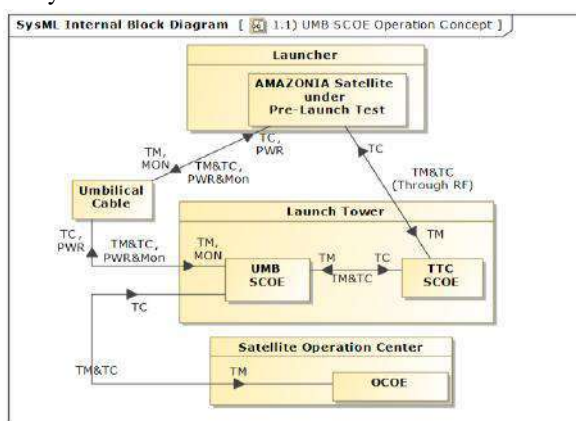 SysML Internal Block Diagram [ 1.1) UMB SCOE Operation Concept ]
Launcher
AMAZONIA Satellite
under
Pre-Launch Test
TM,
MON
TC,
PWR
TM&TC,
PWR&Mon
TC
TM&TC
(Through RF)
TM
Umbilical
Cable
TC,
PWR
TM&TC,
PWR&Mon
Launch Tower
TM,
MON
UMB
SCOE
TM
TC
TM&TC
TTC
SCOE
TC
TM&TC
Satellite Operation Center
TM
OCOE